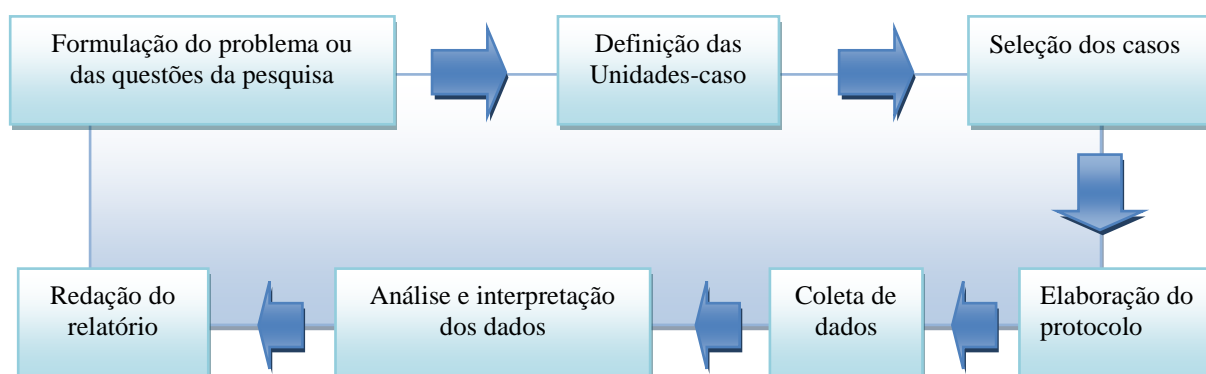 Formulação do problema ou
das questões da pesquisa
Definição das
Unidades-caso
Seleção dos casos
Elaboração do
protocolo
Coleta de
dados
Análise e interpretação
dos dados
Redação do
relatório